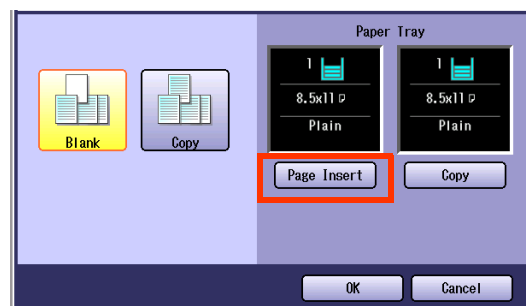 Paper Tray
1
8.5x11
Plain
1
8.5x11
Plain
Blank
Copy
Page Insert
Copy
OK
Cancel